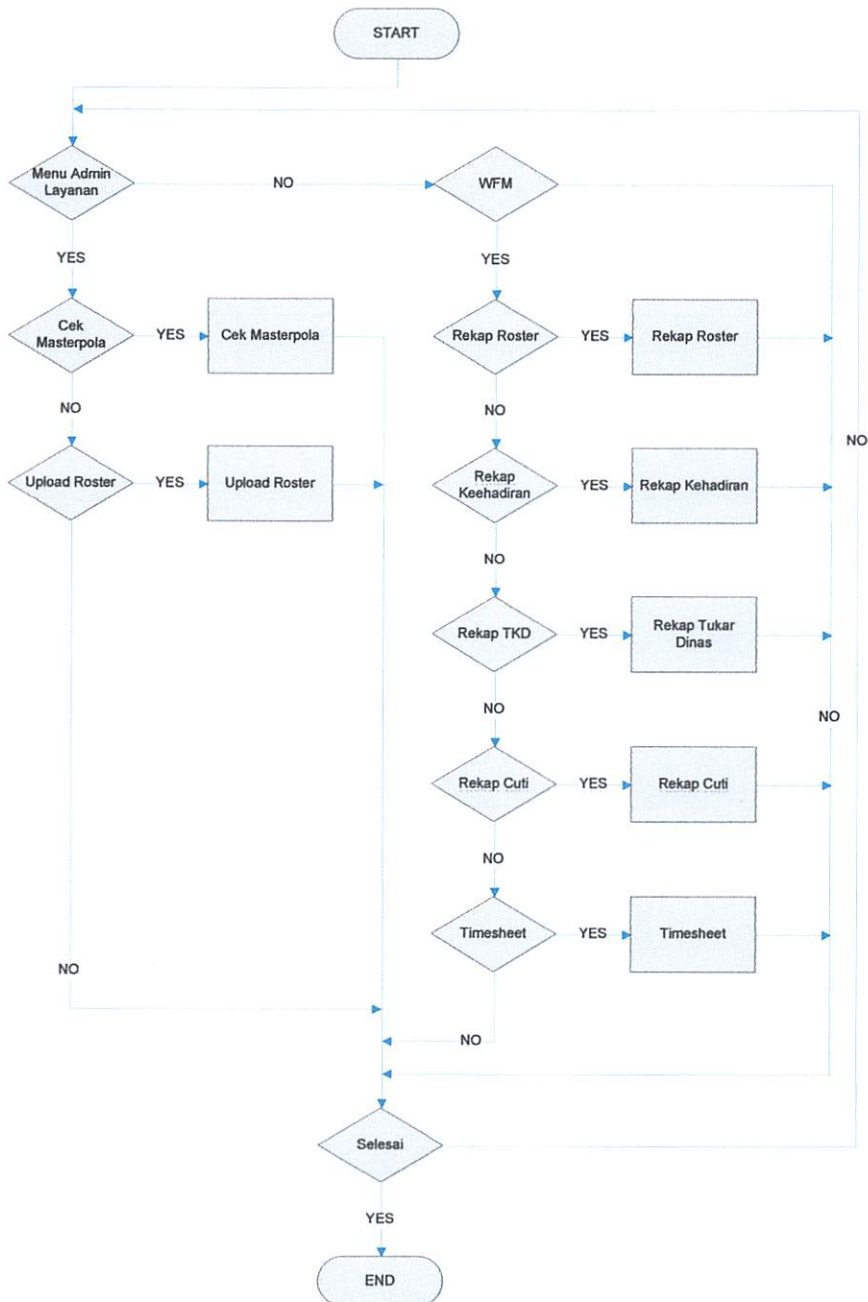 START
Menu Admin
Layanan
NO
WFM
YES
YES
Cek
Masterpola
YES
Cek Masterpola
Rekap Roster
YES
Rekap Roster
NO
NO
NO
Upload Roster
YES
Upload Roster
Rekap
Keehadiran
YES
Rekap Kehadiran
NO
Rekap TKD
YES
Rekap Tukar
Dinas
NO
NO
Rekap Cuti
YES
Rekap Cuti
NO
Timesheet
YES
Timesheet
NO
NO
Selesai
YES
END